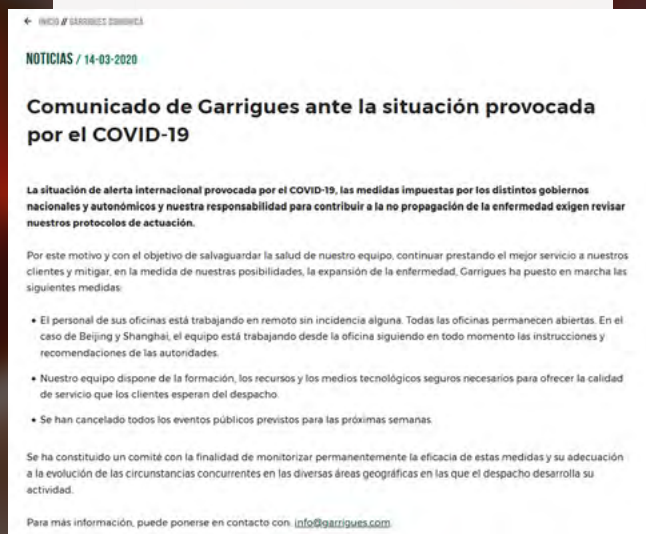 ← INICIO // GARRIGUES COMUNICA
NOTICIAS / 14-03-2020
Comunicado de Garrigues ante la situación provocada
por el COVID-19
La situación de alerta internacional provocada por el COVID-19, las medidas impuestas por los distintos gobiernos
nacionales y autonómicos y nuestra responsabilidad para contribuir a la no propagación de la enfermedad exigen revisar
nuestros protocolos de actuación.
Por este motivo y con el objetivo de salvaguardar la salud de nuestro equipo, continuar prestando el mejor servicio a nuestros
clientes y mitigar, en la medida de nuestras posibilidades, la expansión de la enfermedad, Garrigues ha puesto en marcha las
siguientes medidas:
• El personal de sus oficinas está trabajando en remoto sin incidencia alguna. Todas las oficinas permanecen abiertas. En el
caso de Beijing y Shanghai, el equipo está trabajando desde la oficina siguiendo en todo momento las instrucciones y
recomendaciones de las autoridades.
• Nuestro equipo dispone de la formación, los recursos y los medios tecnológicos seguros necesarios para ofrecer la calidad
de servicio que los clientes esperan del despacho.
• Se han cancelado todos los eventos públicos previstos para las próximas semanas.
Se ha constituido un comité con la finalidad de monitorizar permanentemente la eficacia de estas medidas y su adecuación
a la evolución de las circunstancias concurrentes en las diversas áreas geográficas en las que el despacho desarrolla su
actividad.
Para más información, puede ponerse en contacto con: info@garrigues.com.